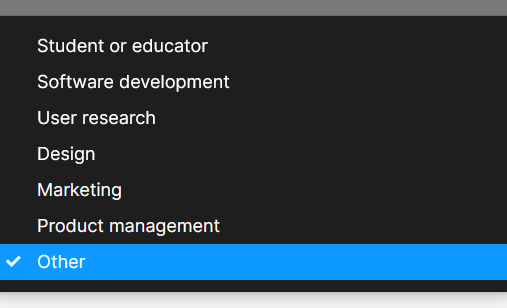 Student or educator
Software development
User research
Design
Marketing
Product management
Other